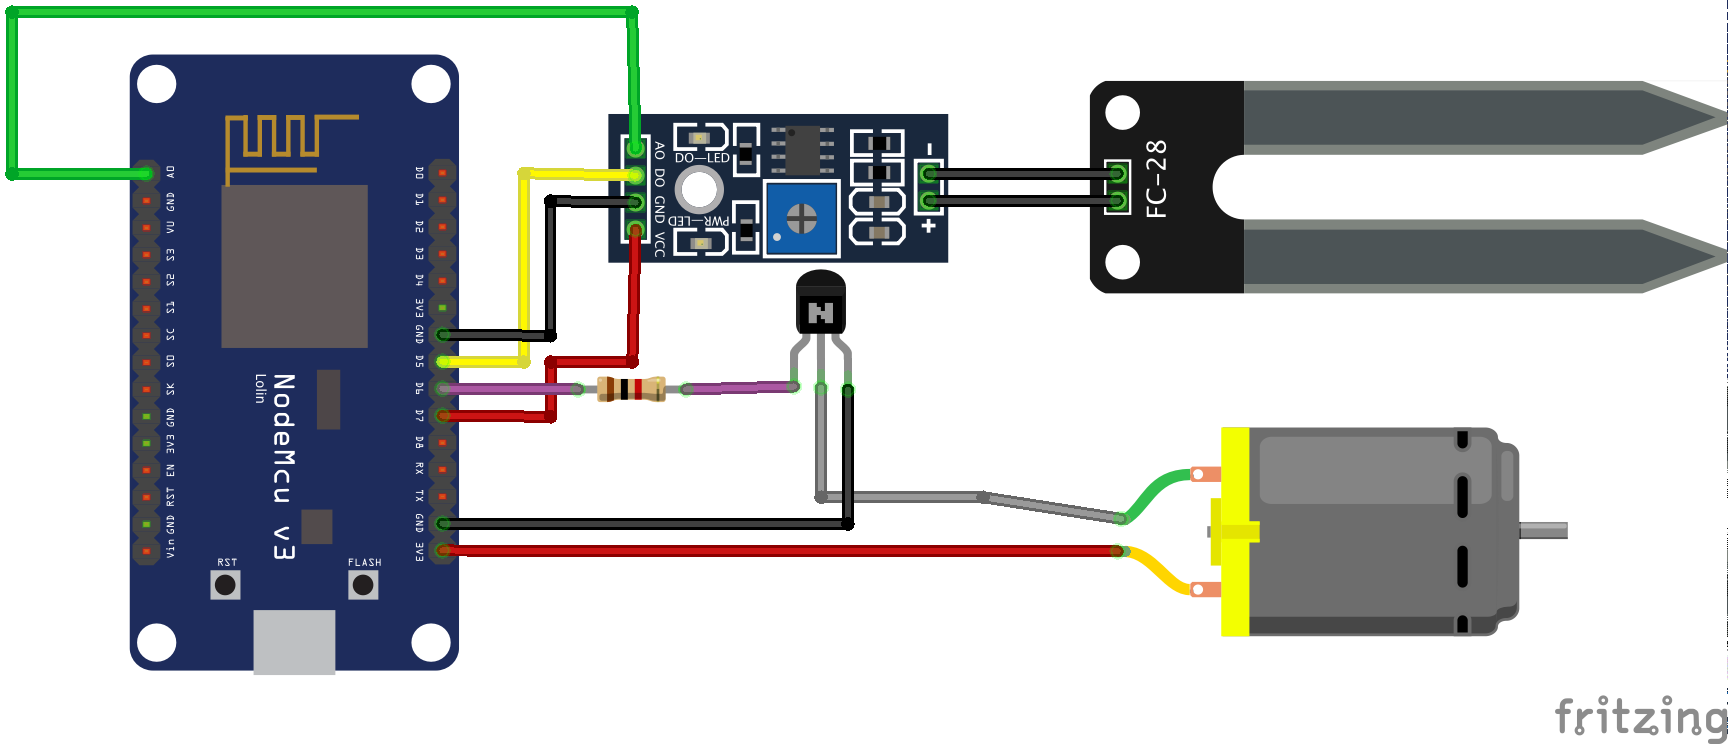 A0
GND
VU
S3
S2
S1
SC
S0
SK
GND
3V3
EN
RST
GND
Vin
D0
D1
D2
D3
D4
3V3
GND
D5
D6
D7
D8
RX
TX
GND
3V3
NodeMcu v3
Lolin
RST
FLASH
AO
DO
GND
VCC
DO-LED
PWR-LED
-
+
N
FC-28
fritzing